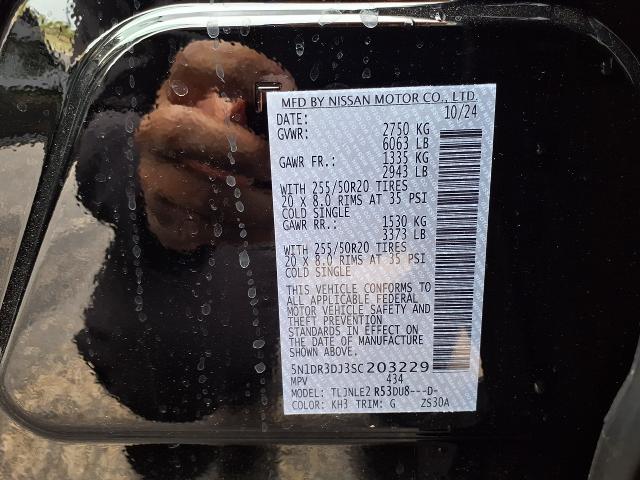 MFD BY NISSAN MOTOR CO., LTD.
DATE: 10/24
GVWR: 2750 KG
6063 LB
GAWR FR.: 1335 KG
2943 LB
WITH 255/50R20 TIRES
20 X 8.0 RIMS AT 35 PSI
COLD SINGLE
GAWR RR.: 1530 KG
3373 LB
WITH 255/50R20 TIRES
20 X 8.0 RIMS AT 35 PSI
COLD SINGLE
THIS VEHICLE CONFORMS TO
ALL APPLICABLE FEDERAL
MOTOR VEHICLE SAFETY AND
THEFT PREVENTION
STANDARDS IN EFFECT ON
THE DATE OF MANUFACTURE
SHOWN ABOVE.
5N1DR3DJ3SC203229
MPV 434
MODEL: TLJNLE2 R53DU8---D-
COLOR: KH3 TRIM: G ZS30A